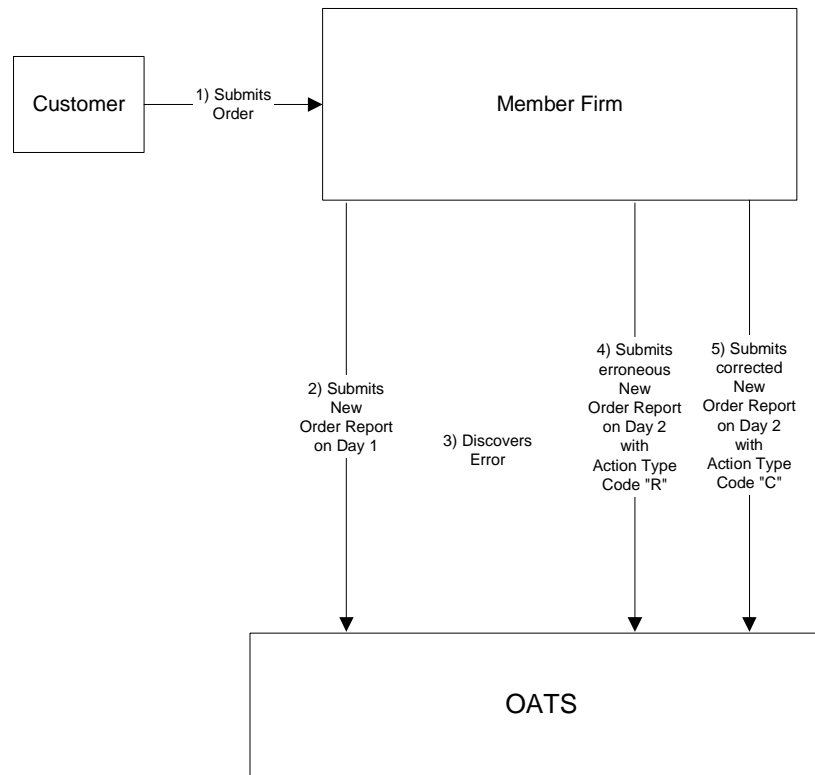 Customer
1) Submits
Order
Member Firm
2) Submits
New
Order Report
on Day 1
3) Discovers
Error
4) Submits
erroneous
New
Order Report
on Day 2
with
Action Type
Code "R"
5) Submits
corrected
New
Order Report
on Day 2
with
Action Type
Code "C"
OATS